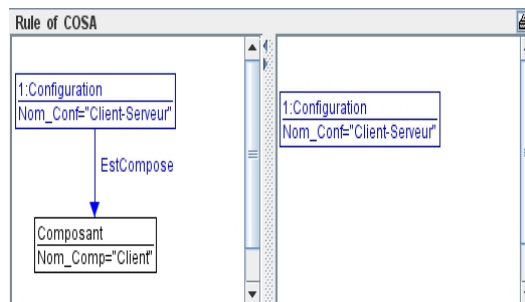 Rule of COSA
1:Configuration
Nom_Conf="Client-Serveur"
EstCompose
Composant
Nom_Comp="Client"
1:Configuration
Nom_Conf="Client-Serveur"